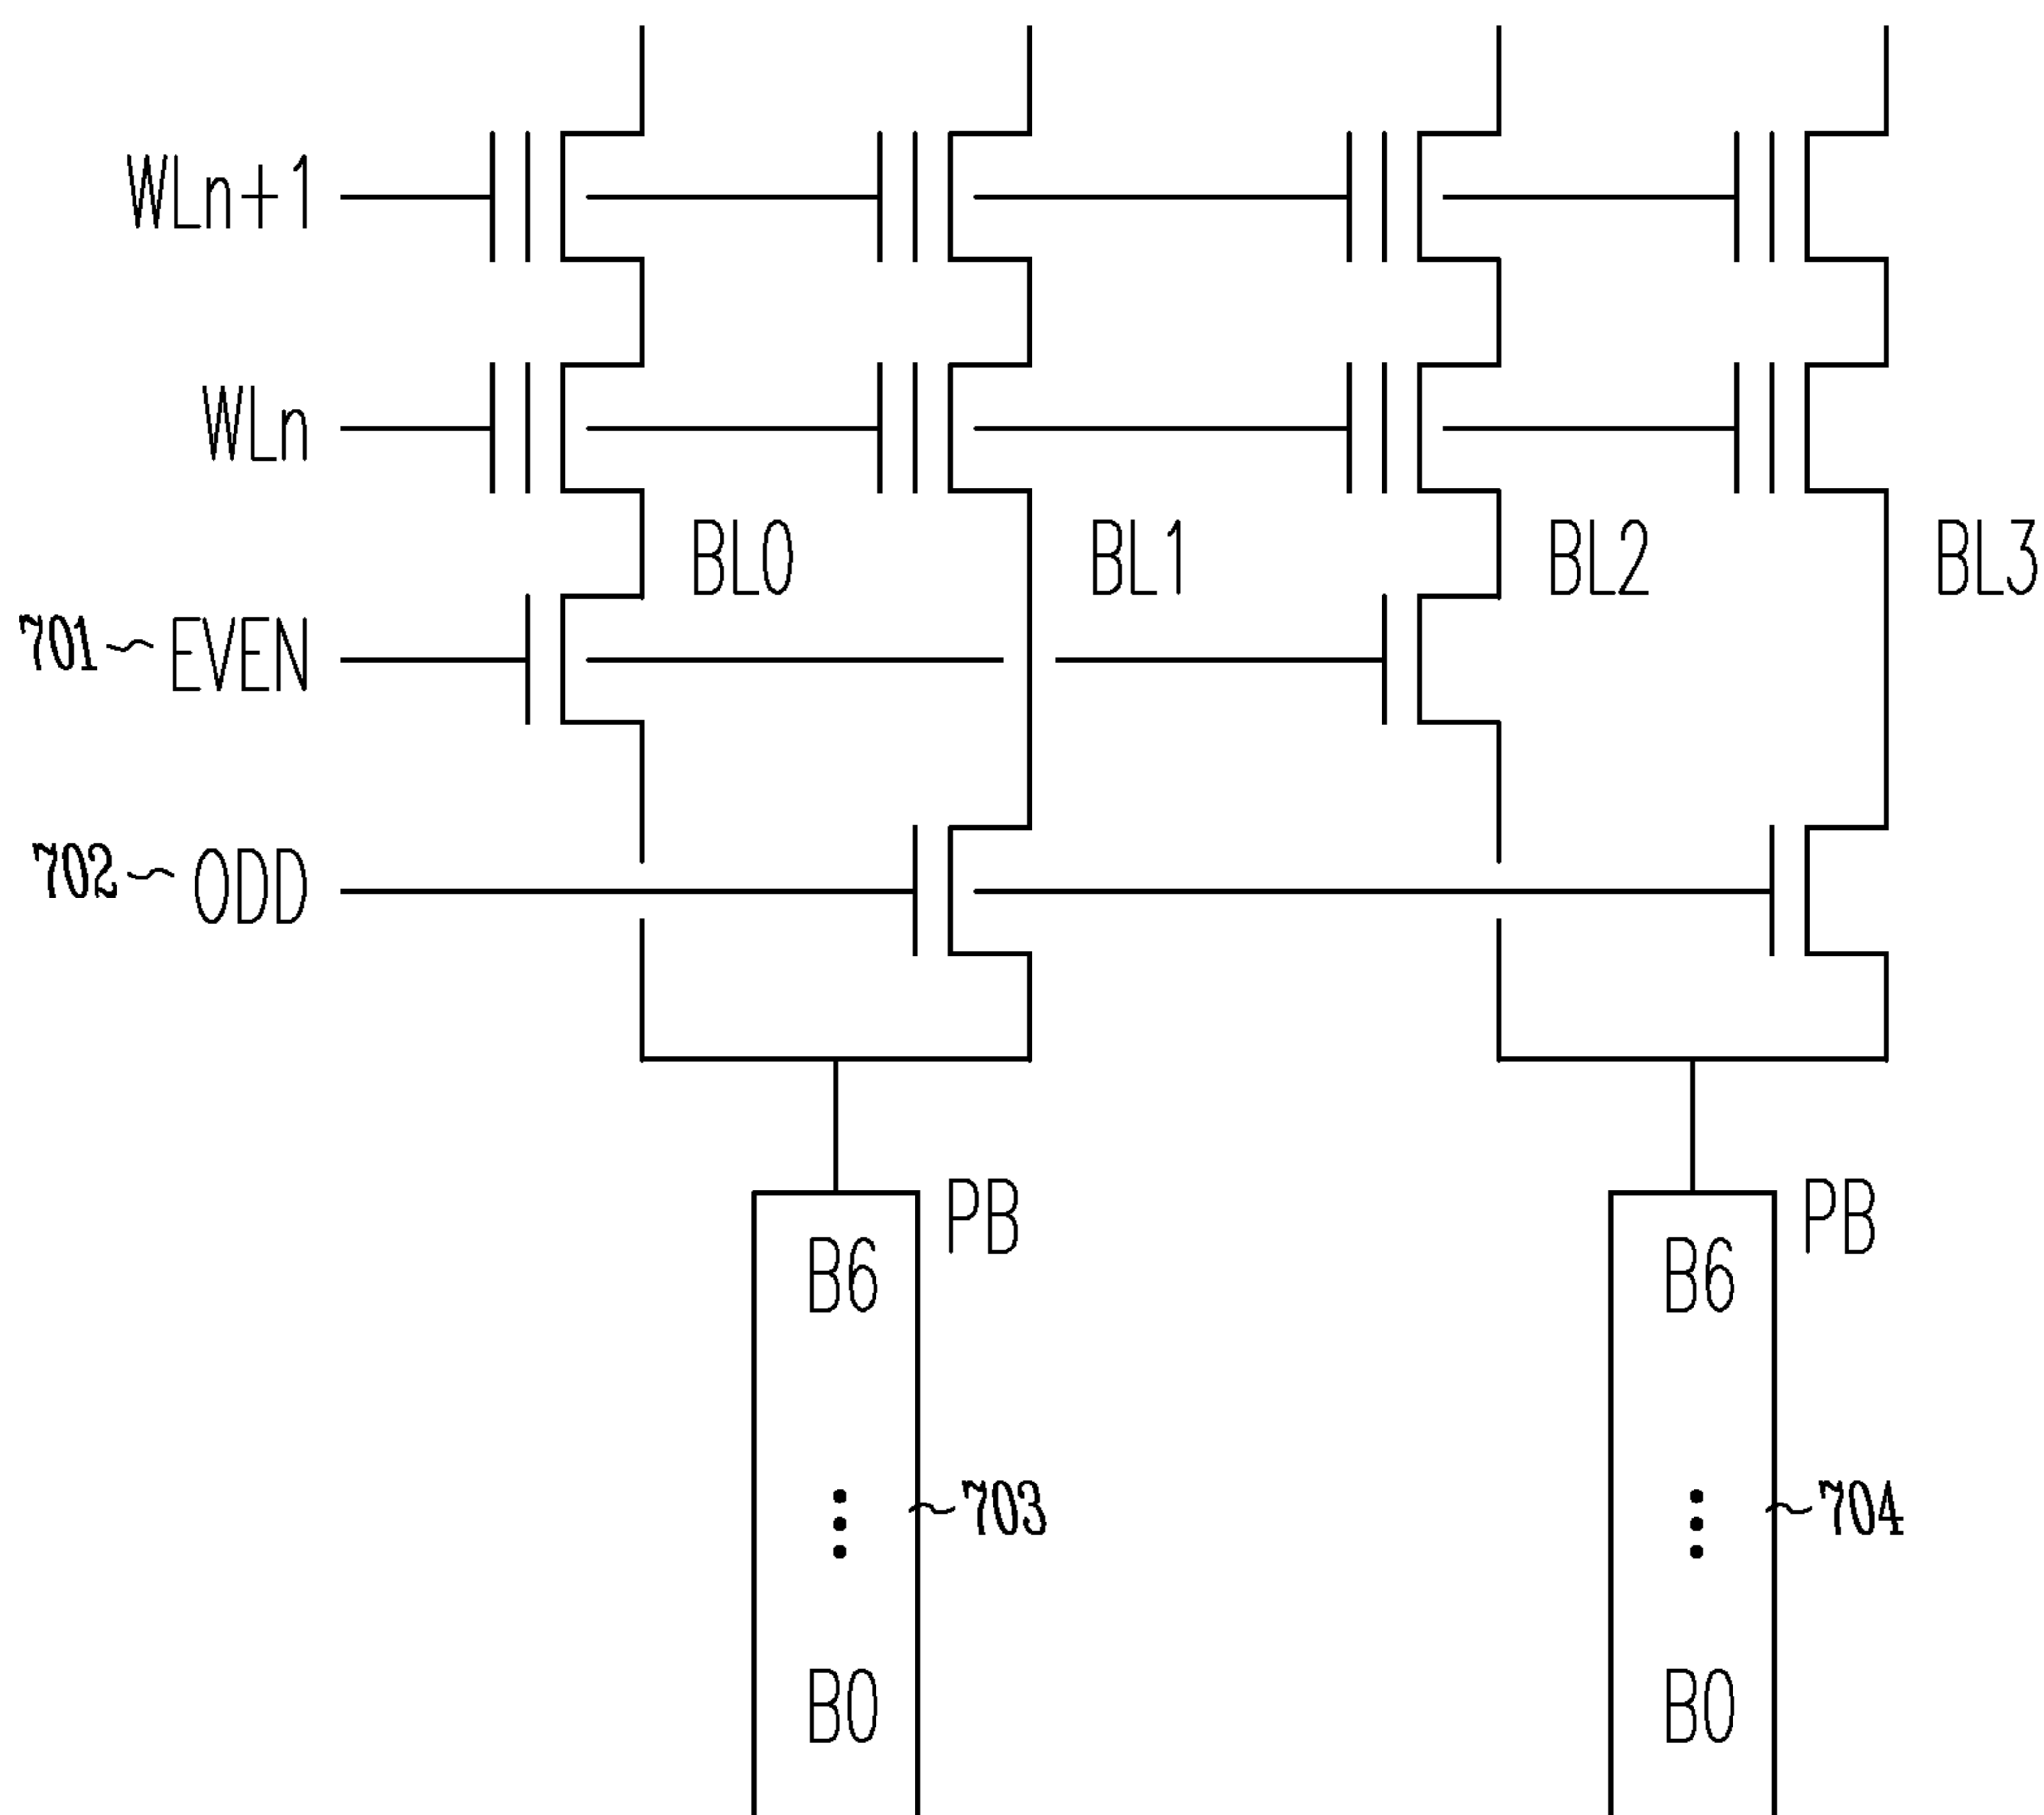 WLn+1
WLn
BL0 BL1 BL2 BL3
701 EVEN
702 ODD
PB PB
B6 B6
703 704
B0 B0